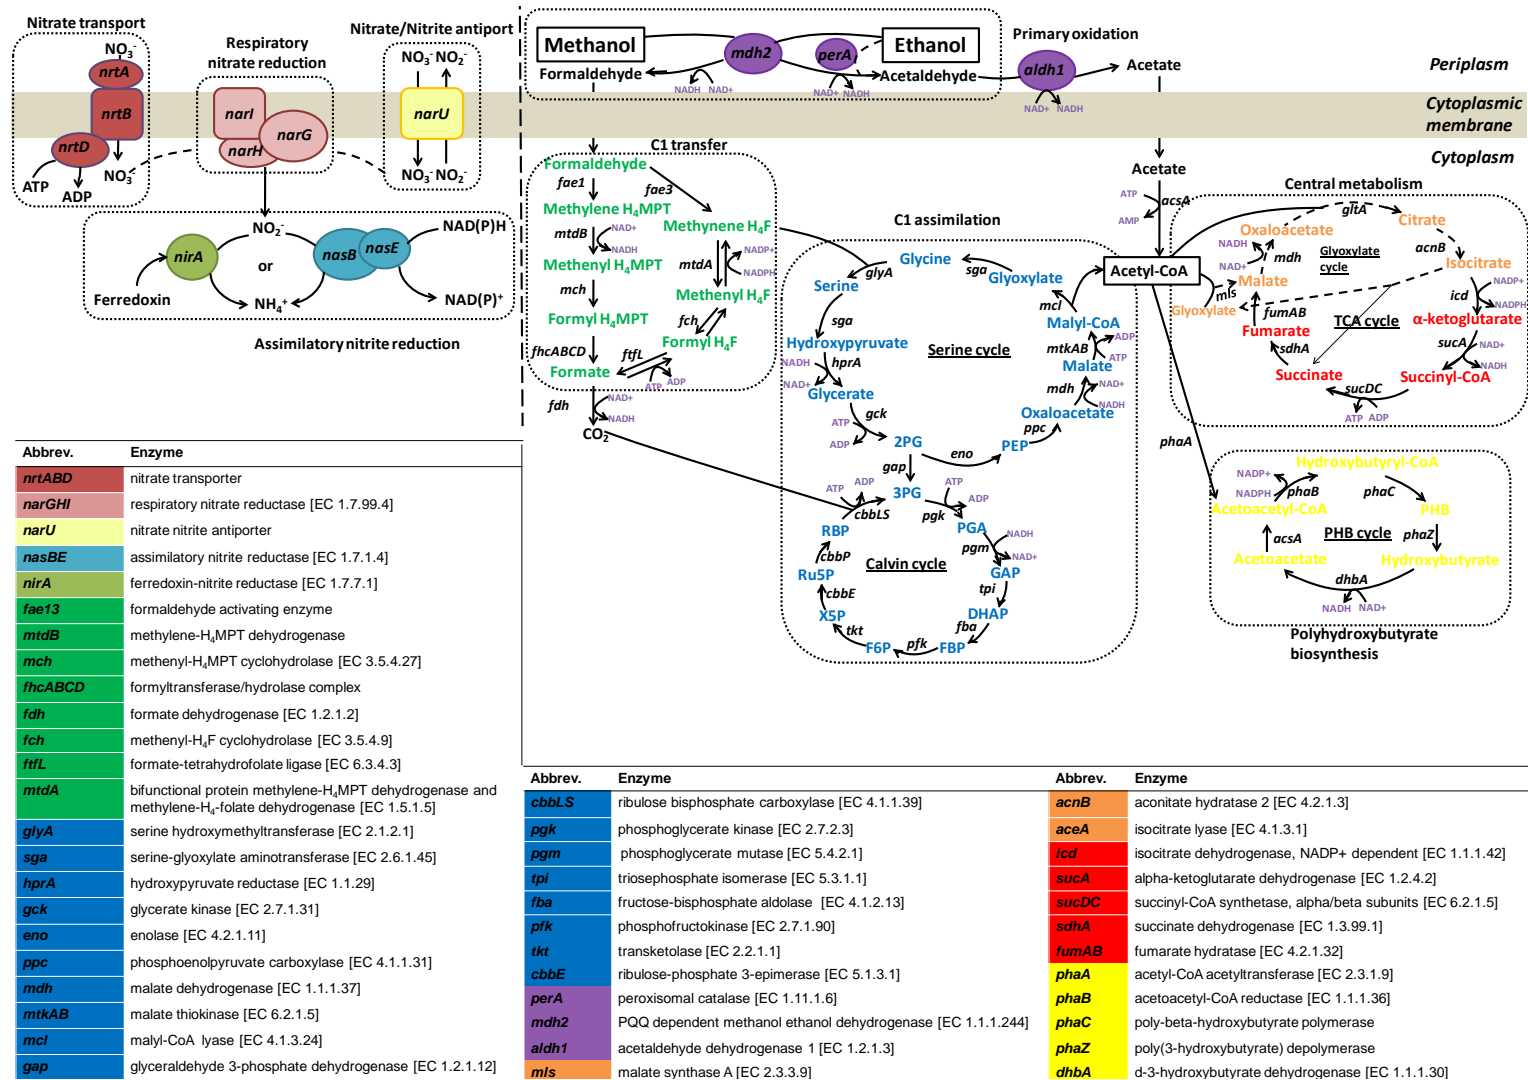 Nitrate transport
NO₃⁻
nrtA
nrtB
nrtD
ATP
ADP
NO₃⁻
Respiratory
nitrate reduction
narI
narG
narH
Nitrate/Nitrite antiport
NO₃⁻ NO₂⁻
narU
NO₃⁻ NO₂⁻
NO₂⁻
nirA
or
nasB
nasE
NAD(P)H
Ferredoxin
NH₄⁺
NAD(P)⁺
Assimilatory nitrite reduction
Methanol
mdh2
perA
Ethanol
Formaldehyde
NADH NAD+
NAD+ NADH
Acetaldehyde
Primary oxidation
aldh1
NAD+ NADH
Acetate
Periplasm
Cytoplasmic
membrane
Cytoplasm
C1 transfer
Formaldehyde
fae1
fae3
Methylene H₄MPT
Methynene H₄F
mtdB
NAD+
NADH
NADP+
mtdA
NADPH
Methenyl H₄MPT
Methenyl H₄F
mch
fch
Formyl H₄MPT
Formyl H₄F
fhcABCD
ftfL
Formate
ATP
ADP
fdh
NAD+
NADH
CO₂
C1 assimilation
Glycine
glyA
sga
Serine
Glyoxylate
mcl
sga
Malyl-CoA
Hydroxypyruvate
Serine cycle
mtkAB
ADP
ATP
NADH
hprA
Malate
NAD+
Glycerate
mdh
NAD+
NADH
Oxaloacetate
ATP
gck
ADP
ppc
2PG
eno
PEP
gap
ATP
ADP
3PG
ATP
ADP
cbbLS
pgk
RBP
PGA
NADH
cbbP
pgm
NAD+
Calvin cycle
Ru5P
GAP
cbbE
tpi
X5P
DHAP
tkt
fba
F6P
pfk
FBP
Acetate
ATP
acsA
AMP
Acetyl-CoA
Central metabolism
gltA
Citrate
Oxaloacetate
NADH
Glyoxylate
cycle
acnB
mdh
NAD+
Isocitrate
Malate
mls
NADP+
Glyoxylate
fumAB
icd
NADPH
Fumarate
TCA cycle
α-ketoglutarate
sdhA
sucA
NAD+
NADH
Succinate
Succinyl-CoA
sucDC
ATP ADP
phaA
Hydroxybutyryl-CoA
NADP+
NADPH
phaB
phaC
Acetoacetyl-CoA
PHB
acsA
PHB cycle
phaZ
Acetoacetate
Hydroxybutyrate
dhbA
NADH NAD+
Polyhydroxybutyrate
biosynthesis
Abbrev. Enzyme
nrtABD nitrate transporter
narGHI respiratory nitrate reductase [EC 1.7.99.4]
narU nitrate nitrite antiporter
nasBE assimilatory nitrite reductase [EC 1.7.1.4]
nirA ferredoxin-nitrite reductase [EC 1.7.7.1]
fae13 formaldehyde activating enzyme
mtdB methylene-H₄MPT dehydrogenase
mch methenyl-H₄MPT cyclohydrolase [EC 3.5.4.27]
fhcABCD formyltransferase/hydrolase complex
fdh formate dehydrogenase [EC 1.2.1.2]
fch methenyl-H₄F cyclohydrolase [EC 3.5.4.9]
ftfL formate-tetrahydrofolate ligase [EC 6.3.4.3]
mtdA bifunctional protein methylene-H₄MPT dehydrogenase and
methylene-H₄-folate dehydrogenase [EC 1.5.1.5]
glyA serine hydroxymethyltransferase [EC 2.1.2.1]
sga serine-glyoxylate aminotransferase [EC 2.6.1.45]
hprA hydroxypyruvate reductase [EC 1.1.29]
gck glycerate kinase [EC 2.7.1.31]
eno enolase [EC 4.2.1.11]
ppc phosphoenolpyruvate carboxylase [EC 4.1.1.31]
mdh malate dehydrogenase [EC 1.1.1.37]
mtkAB malate thiokinase [EC 6.2.1.5]
mcl malyl-CoA lyase [EC 4.1.3.24]
gap glyceraldehyde 3-phosphate dehydrogenase [EC 1.2.1.12]
Abbrev. Enzyme
cbbLS ribulose bisphosphate carboxylase [EC 4.1.1.39]
pgk phosphoglycerate kinase [EC 2.7.2.3]
pgm phosphoglycerate mutase [EC 5.4.2.1]
tpi triosephosphate isomerase [EC 5.3.1.1]
fba fructose-bisphosphate aldolase [EC 4.1.2.13]
pfk phosphofructokinase [EC 2.7.1.90]
tkt transketolase [EC 2.2.1.1]
cbbE ribulose-phosphate 3-epimerase [EC 5.1.3.1]
perA peroxisomal catalase [EC 1.11.1.6]
mdh2 PQQ dependent methanol ethanol dehydrogenase [EC 1.1.1.244]
aldh1 acetaldehyde dehydrogenase 1 [EC 1.2.1.3]
mls malate synthase A [EC 2.3.3.9]
Abbrev. Enzyme
acnB aconitate hydratase 2 [EC 4.2.1.3]
aceA isocitrate lyase [EC 4.1.3.1]
icd isocitrate dehydrogenase, NADP+ dependent [EC 1.1.1.42]
sucA alpha-ketoglutarate dehydrogenase [EC 1.2.4.2]
sucDC succinyl-CoA synthetase, alpha/beta subunits [EC 6.2.1.5]
sdhA succinate dehydrogenase [EC 1.3.99.1]
fumAB fumarate hydratase [EC 4.2.1.32]
phaA acetyl-CoA acetyltransferase [EC 2.3.1.9]
phaB acetoacetyl-CoA reductase [EC 1.1.1.36]
phaC poly-beta-hydroxybutyrate polymerase
phaZ poly(3-hydroxybutyrate) depolymerase
dhbA d-3-hydroxybutyrate dehydrogenase [EC 1.1.1.30]